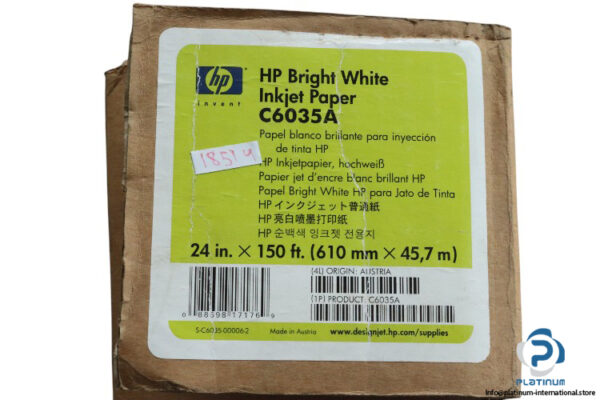 hp
invent
HP Bright White
Inkjet Paper
C6035A
Papel blanco brillante para inyección
de tinta HP
HP Inkjetpapier, hochweiß
Papier jet d'encre blanc brillant HP
Papel Bright White HP para Jato de Tinta
HPインクジェット普通紙
HP 亮白喷墨打印纸
HP 순백색 잉크젯 전용지
18514
24 in. × 150 ft. (610 mm × 45,7 m)
(4L) ORIGIN: AUSTRIA
(1P) PRODUCT: C6035A
0 88698 17176 9
S-C6035-00006-2
Made in Austria
www.designjet.hp.com/supplies
PLATINUM
info@platinum-international.store